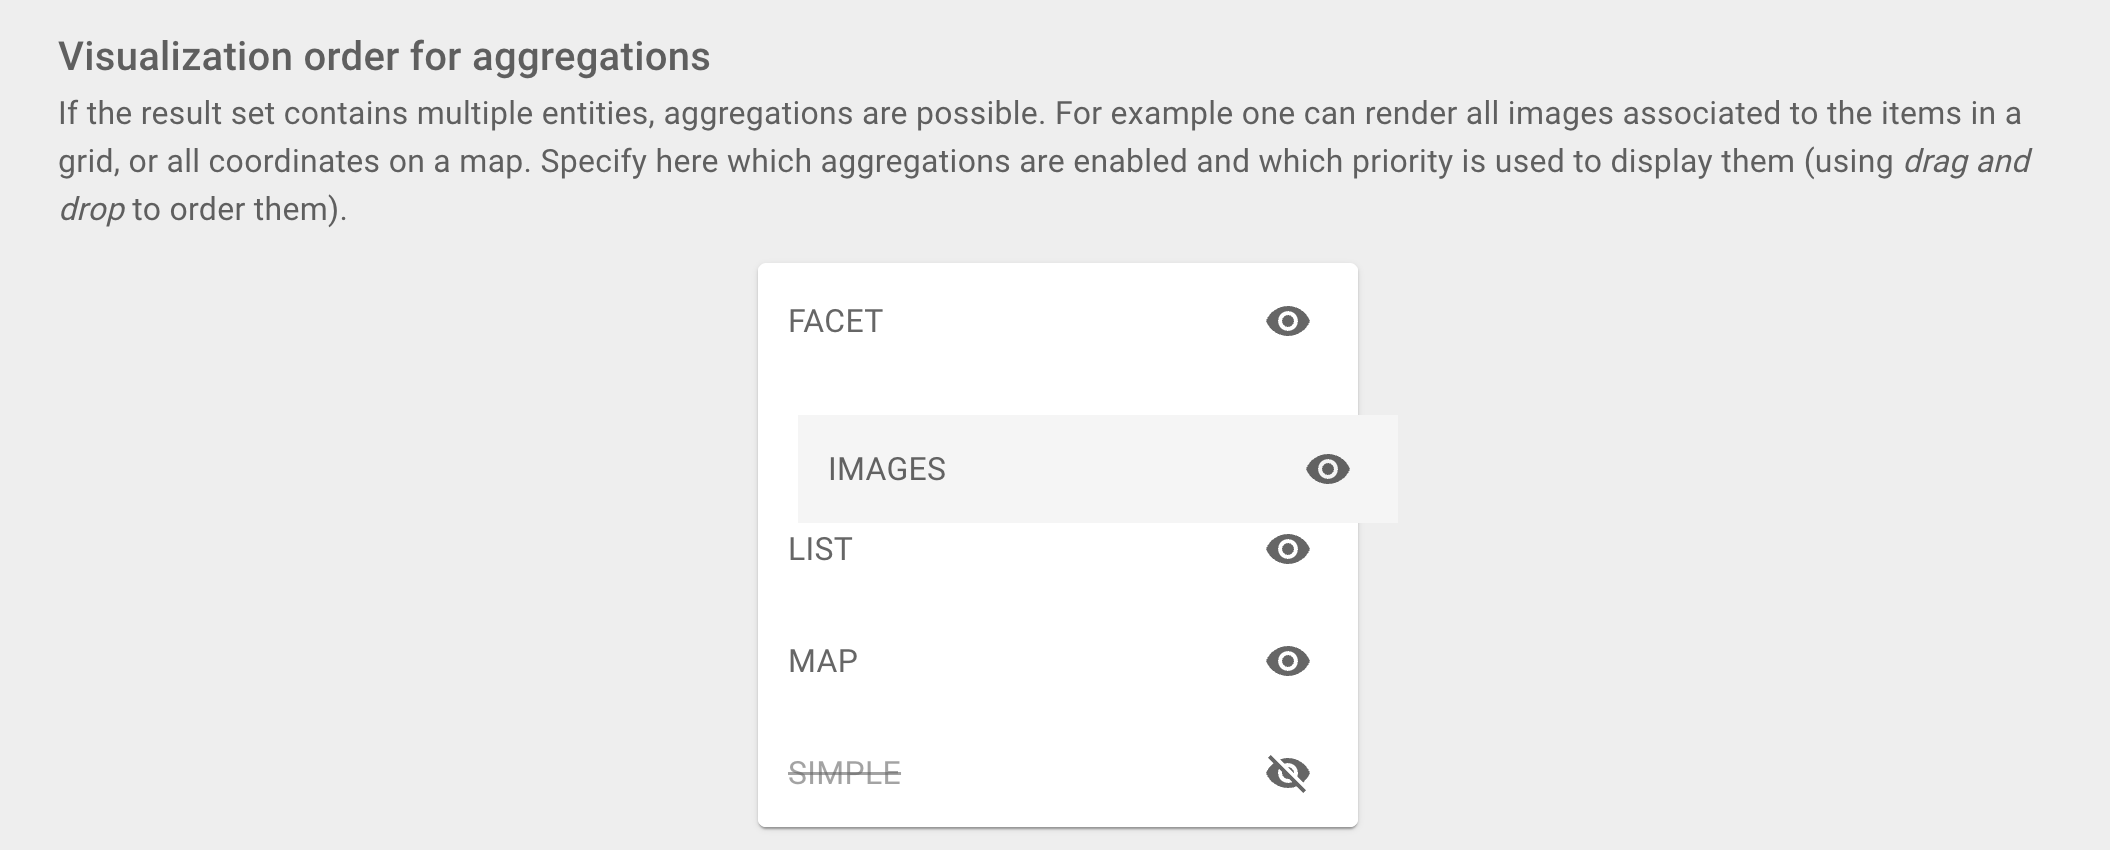 Visualization order for aggregations
If the result set contains multiple entities, aggregations are possible. For example one can render all images associated to the items in a
grid, or all coordinates on a map. Specify here which aggregations are enabled and which priority is used to display them (using drag and
drop to order them).
FACET
IMAGES
LIST
MAP
SIMPLE